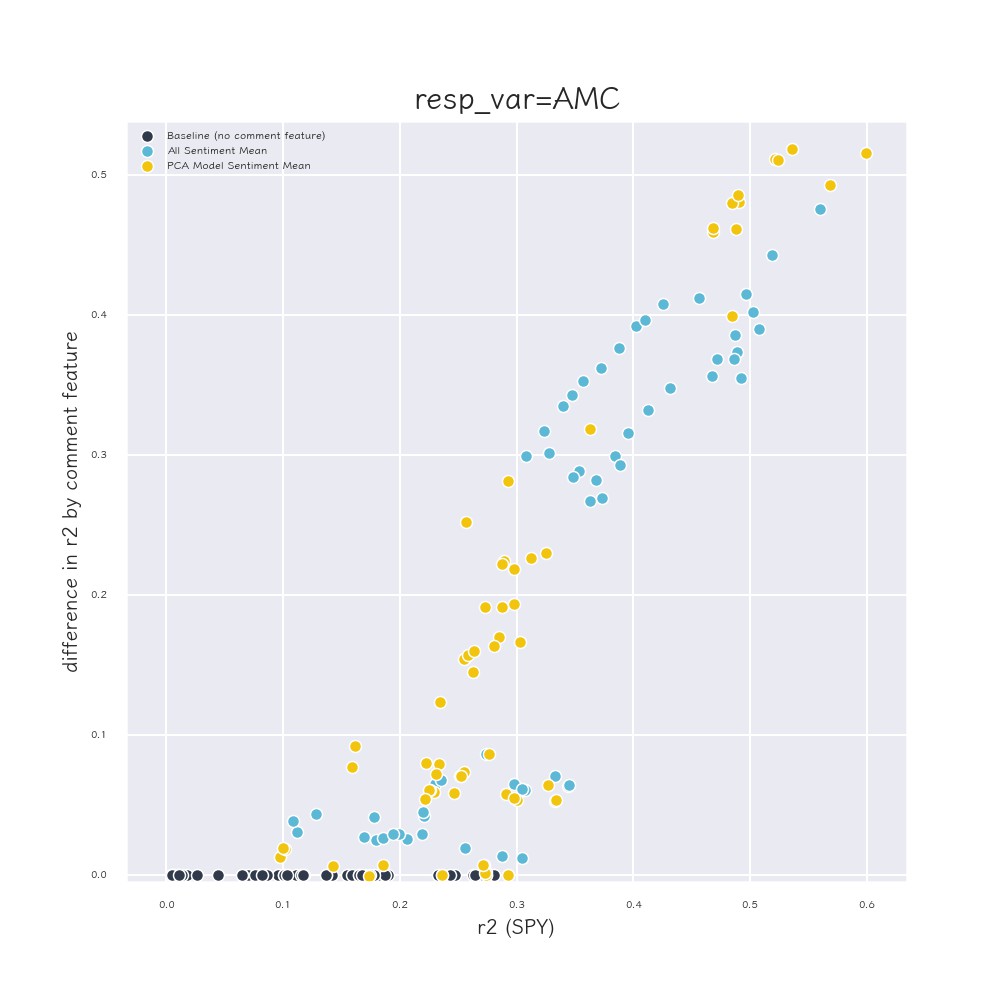 resp_var=AMC
Baseline (no comment feature)
All Sentiment Mean
PCA Model Sentiment Mean
difference in r2 by comment feature
0.5
0.4
0.3
0.2
0.1
0.0
0.0 0.1 0.2 0.3 0.4 0.5 0.6
r2 (SPY)